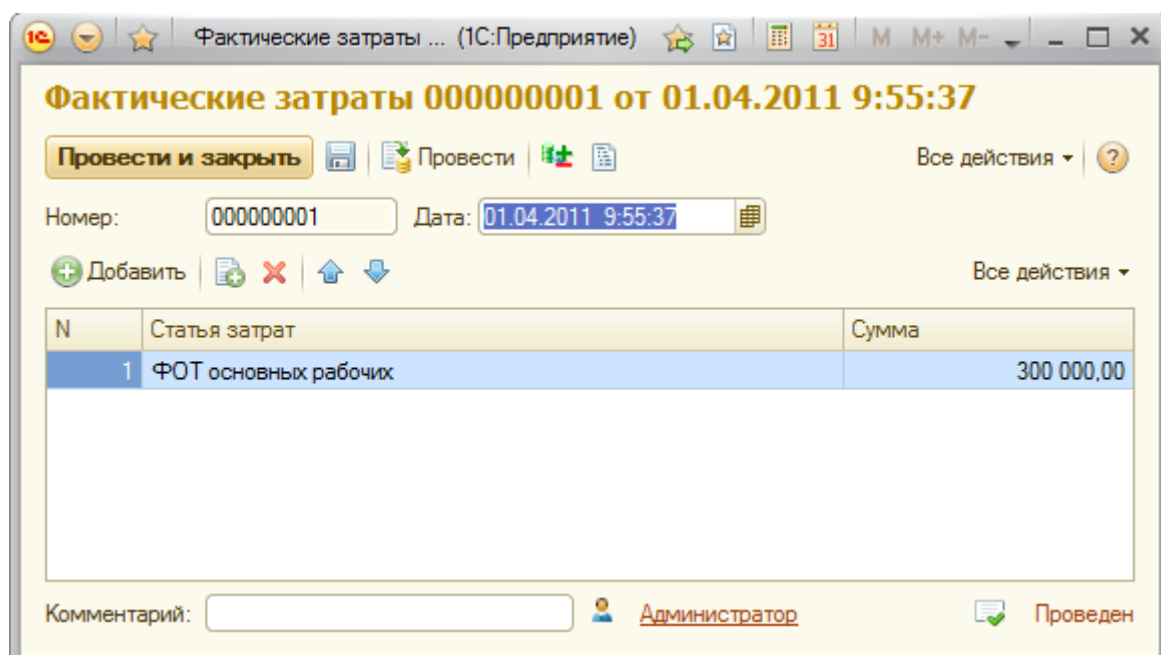 1С Фактические затраты ... (1С:Предприятие) 31 M M+ M-
Фактические затраты 000000001 от 01.04.2011 9:55:37
Провести и закрыть Провести Все действия ?
Номер: 000000001 Дата: 01.04.2011 9:55:37
Добавить Все действия
N Статья затрат Сумма
1 ФОТ основных рабочих 300 000,00
Комментарий: Администратор Проведен